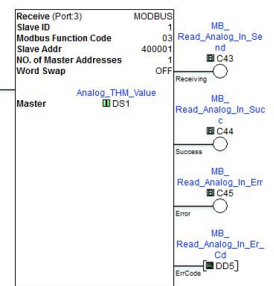 Receive (Port:3) MODBUS
Slave ID 1
Modbus Function Code 03
Slave Addr 400001
NO. of Master Addresses 1
Word Swap OFF
Analog_THM_Value
Master DS1
MB_
Read_Analog_In_Se
nd
C43
Receiving
MB_
Read_Analog_In_Suc
c
C44
Success
MB_
Read_Analog_In_Err
C45
Error
MB_
Read_Analog_In_Er_
Cd
DD5
ErrCode